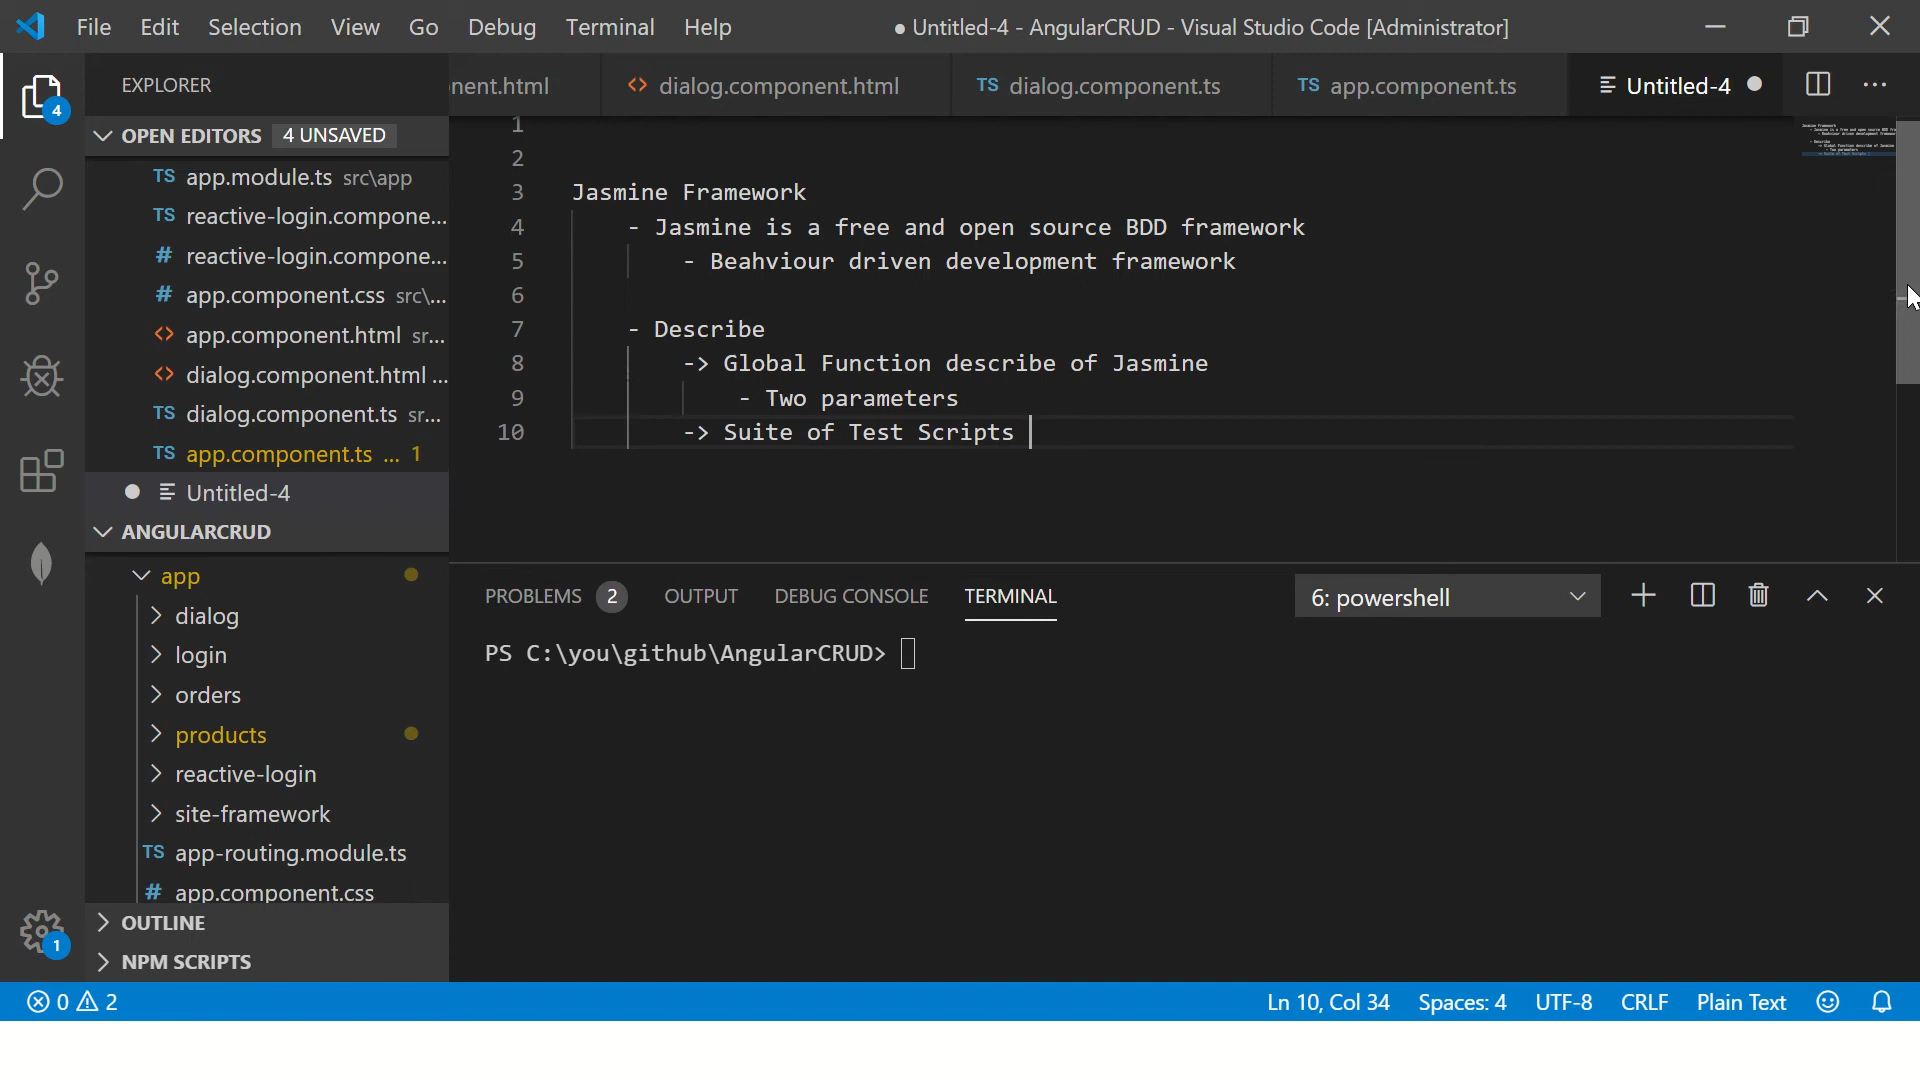 File Edit Selection View Go Debug Terminal Help ● Untitled-4 - AngularCRUD - Visual Studio Code [Administrator]
EXPLORER
nent.html dialog.component.html TS dialog.component.ts TS app.component.ts Untitled-4
OPEN EDITORS 4 UNSAVED
TS app.module.ts src\app
TS reactive-login.compone...
# reactive-login.compone...
# app.component.css src\...
<> app.component.html sr...
<> dialog.component.html ...
TS dialog.component.ts sr...
TS app.component.ts ... 1
Untitled-4
ANGULARCRUD
app
dialog
login
orders
products
reactive-login
site-framework
TS app-routing.module.ts
# app.component.css
OUTLINE
NPM SCRIPTS
4
1
1
2
3 Jasmine Framework
4 - Jasmine is a free and open source BDD framework
5 - Beahviour driven development framework
6
7 - Describe
8 -> Global Function describe of Jasmine
9 - Two parameters
10 -> Suite of Test Scripts
PROBLEMS 2 OUTPUT DEBUG CONSOLE TERMINAL 6: powershell
PS C:\you\github\AngularCRUD>
0 2 Ln 10, Col 34 Spaces: 4 UTF-8 CRLF Plain Text